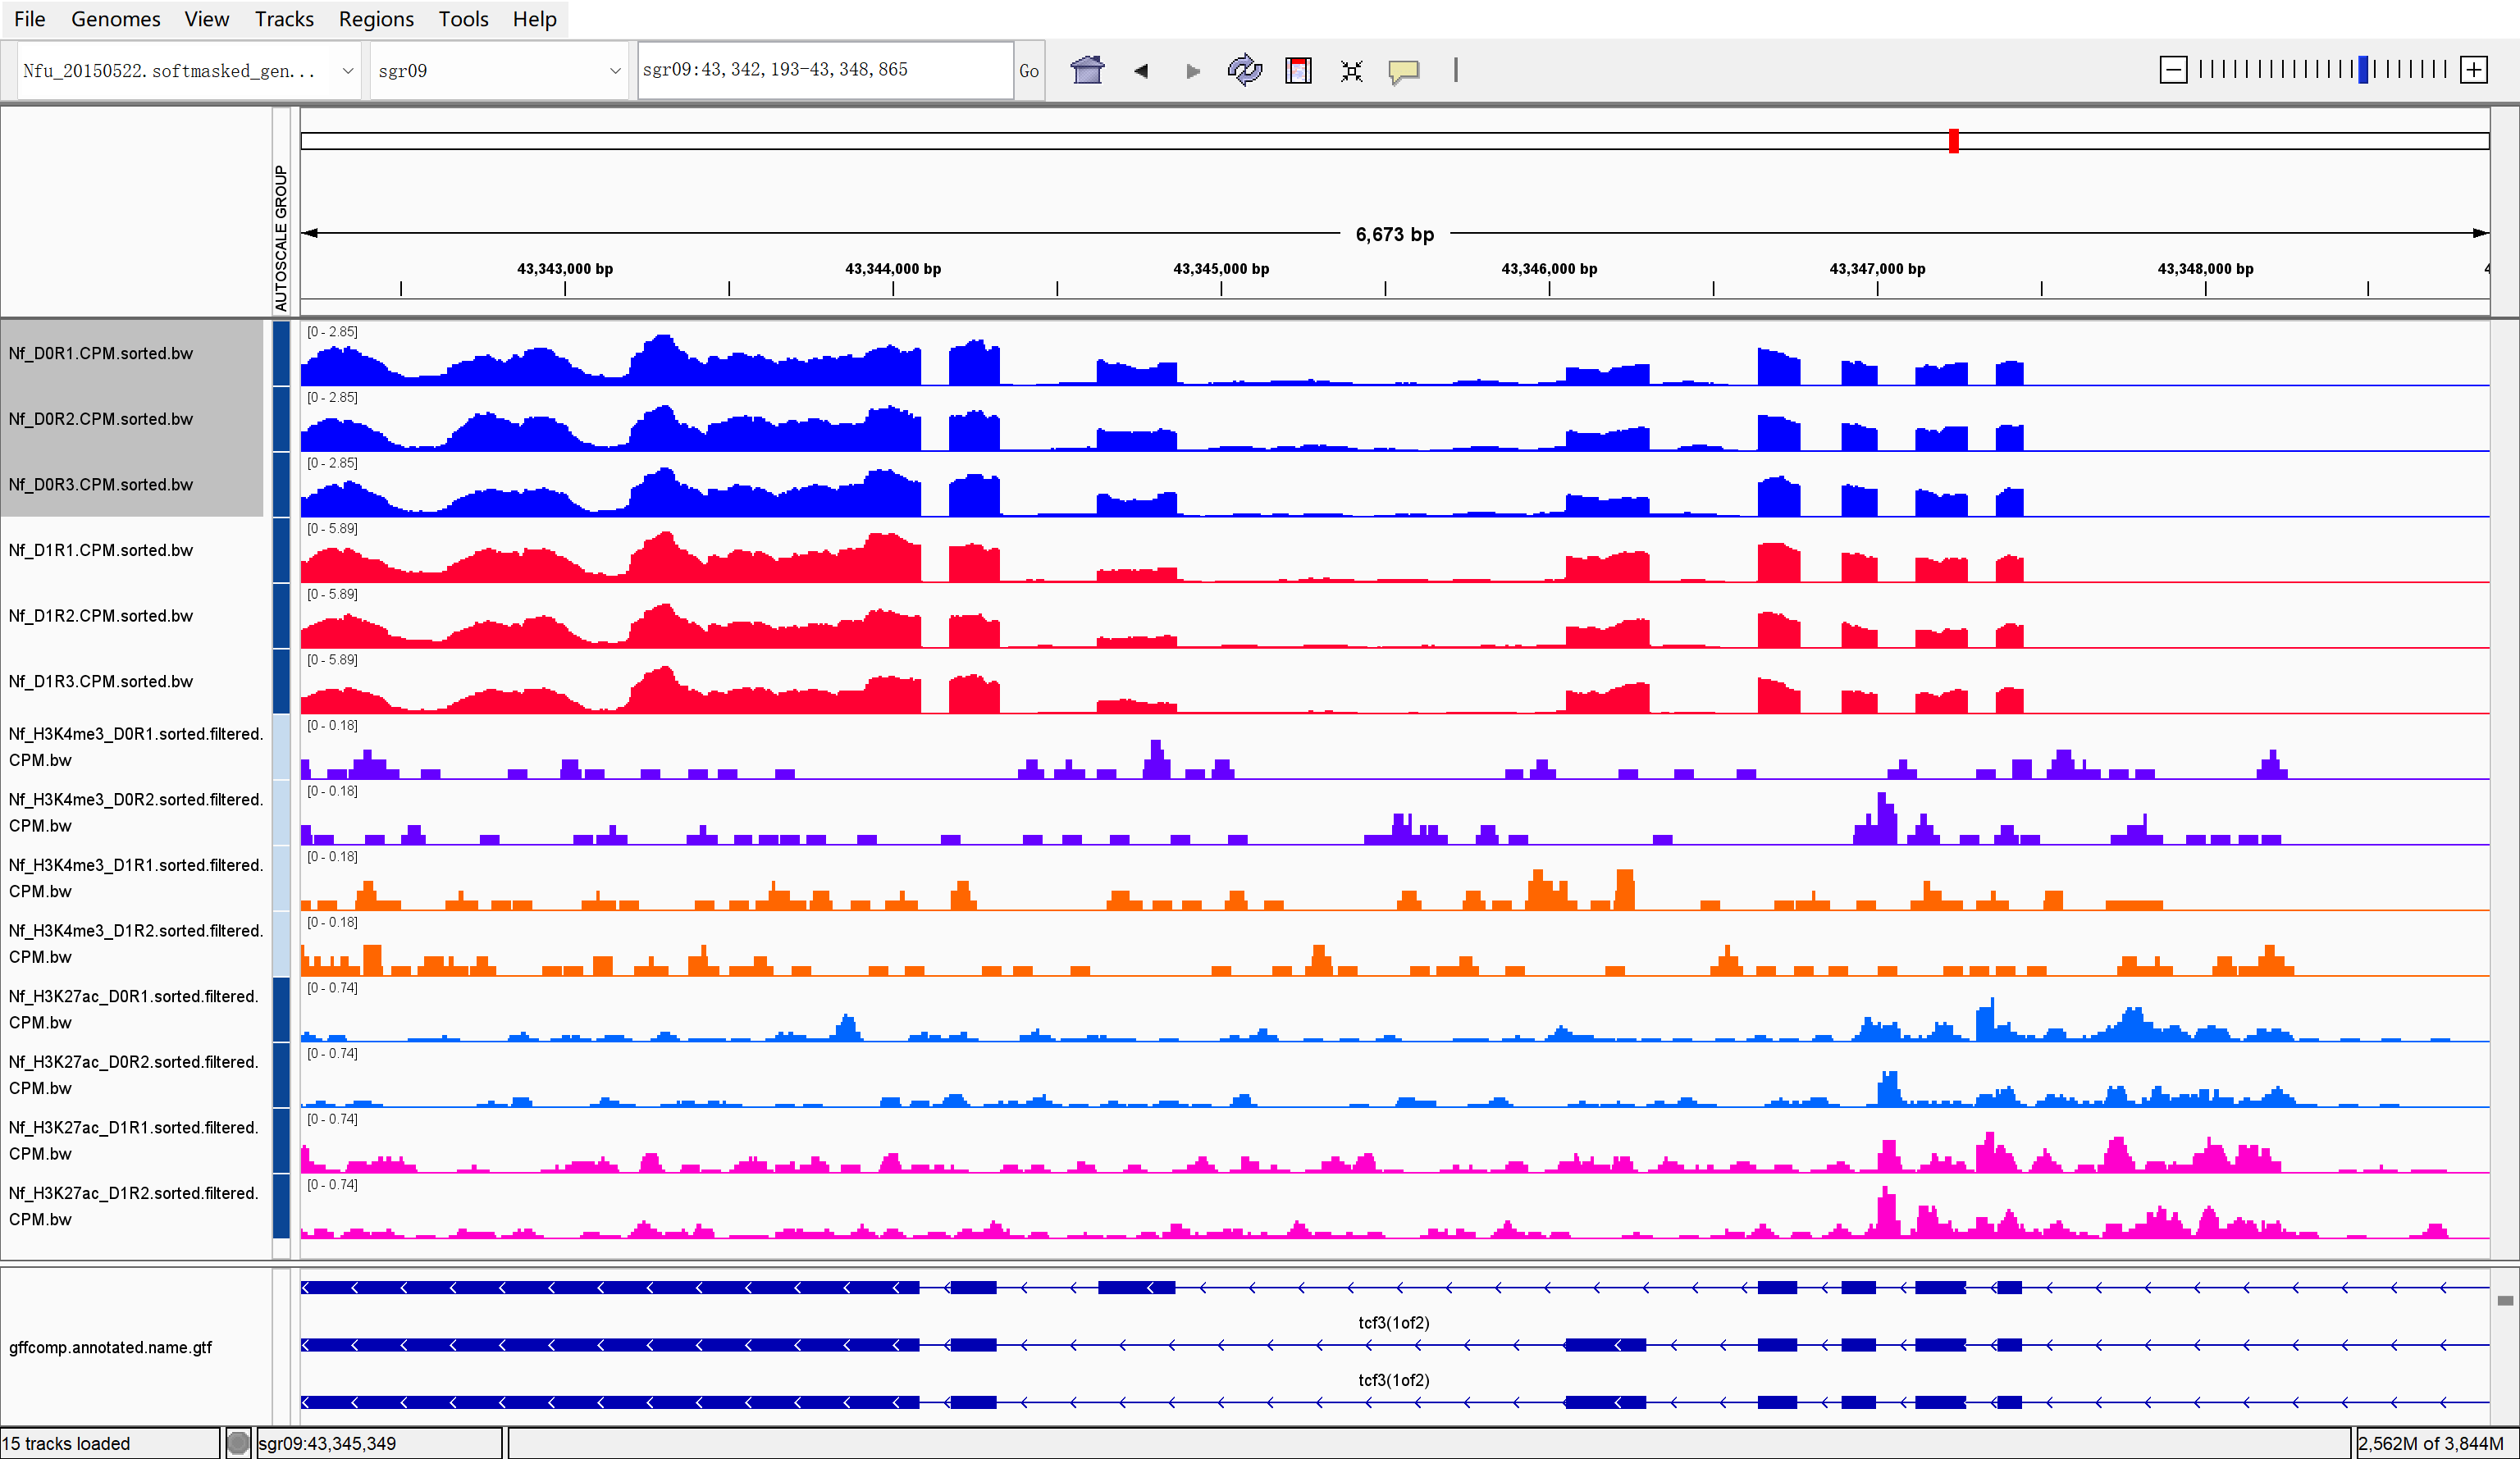 File Genomes View Tracks Regions Tools Help
Nfu_20150522.softmasked_gen... sgr09 sgr09:43,342,193-43,348,865 Go
AUTOSCALE GROUP
6,673 bp
43,343,000 bp 43,344,000 bp 43,345,000 bp 43,346,000 bp 43,347,000 bp 43,348,000 bp 4
[0 - 2.85]
Nf_D0R1.CPM.sorted.bw
[0 - 2.85]
Nf_D0R2.CPM.sorted.bw
[0 - 2.85]
Nf_D0R3.CPM.sorted.bw
[0 - 5.89]
Nf_D1R1.CPM.sorted.bw
[0 - 5.89]
Nf_D1R2.CPM.sorted.bw
[0 - 5.89]
Nf_D1R3.CPM.sorted.bw
[0 - 0.18]
Nf_H3K4me3_D0R1.sorted.filtered.
CPM.bw
[0 - 0.18]
Nf_H3K4me3_D0R2.sorted.filtered.
CPM.bw
[0 - 0.18]
Nf_H3K4me3_D1R1.sorted.filtered.
CPM.bw
[0 - 0.18]
Nf_H3K4me3_D1R2.sorted.filtered.
CPM.bw
[0 - 0.74]
Nf_H3K27ac_D0R1.sorted.filtered.
CPM.bw
[0 - 0.74]
Nf_H3K27ac_D0R2.sorted.filtered.
CPM.bw
[0 - 0.74]
Nf_H3K27ac_D1R1.sorted.filtered.
CPM.bw
[0 - 0.74]
Nf_H3K27ac_D1R2.sorted.filtered.
CPM.bw
tcf3(1of2)
gffcomp.annotated.name.gtf
tcf3(1of2)
15 tracks loaded sgr09:43,345,349 2,562M of 3,844M